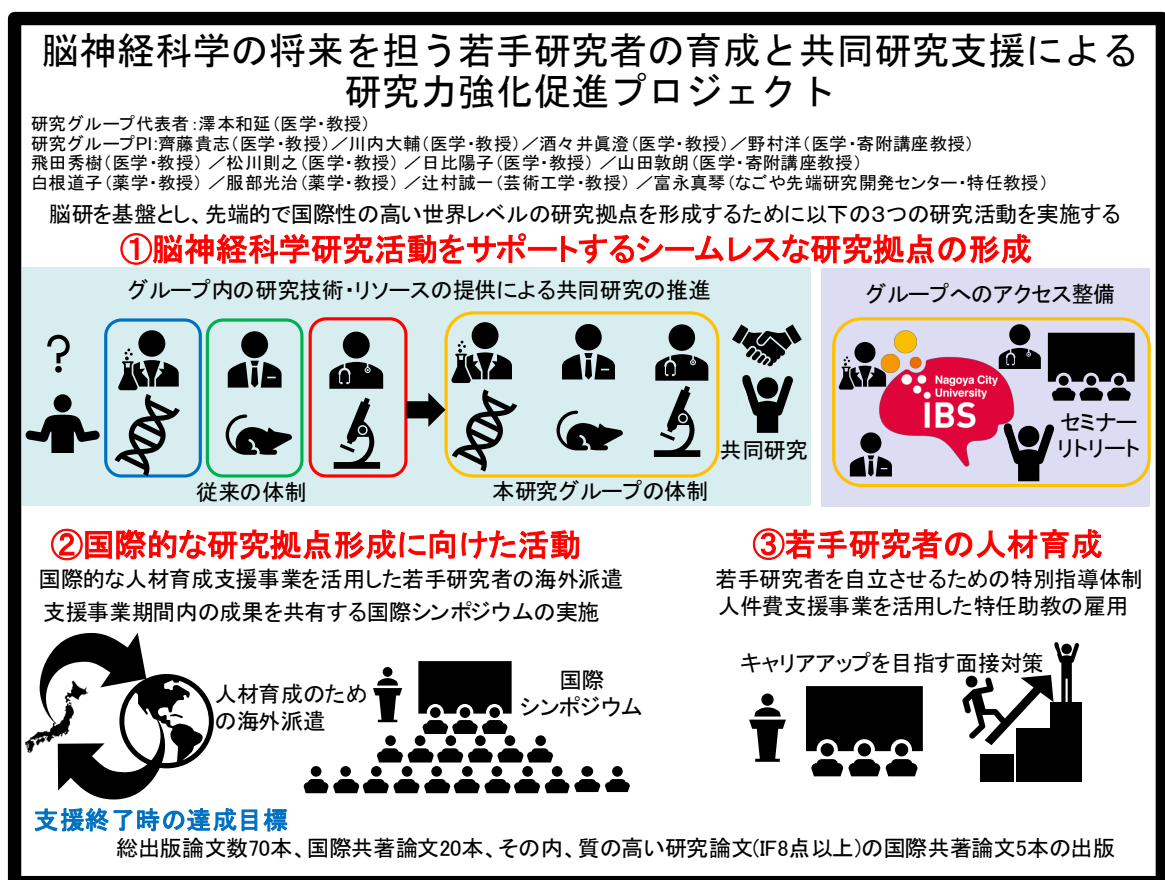 脳神経科学の将来を担う若手研究者の育成と共同研究支援による
研究力強化促進プロジェクト
研究グループ代表者:澤本和延(医学・教授)
研究グループPI:齊藤貴志(医学・教授)／川内大輔(医学・教授)／酒々井眞澄(医学・教授)／野村洋(医学・寄附講座教授)
飛田秀樹(医学・教授) ／松川則之(医学・教授) ／日比陽子(医学・教授) ／山田敦朗(医学・寄附講座教授)
白根道子(薬学・教授) ／服部光治(薬学・教授) ／辻村誠一(芸術工学・教授) ／富永真琴(なごや先端研究開発センター・特任教授)
脳研を基盤とし、先端的で国際性の高い世界レベルの研究拠点を形成するために以下の3つの研究活動を実施する
①脳神経科学研究活動をサポートするシームレスな研究拠点の形成
グループ内の研究技術・リソースの提供による共同研究の推進
?
共同研究
従来の体制
本研究グループの体制
グループへのアクセス整備
Nagoya City
University
iBS
セミナー
リトリート
②国際的な研究拠点形成に向けた活動
国際的な人材育成支援事業を活用した若手研究者の海外派遣
支援事業期間内の成果を共有する国際シンポジウムの実施
人材育成のため
の海外派遣
国際
シンポジウム
③若手研究者の人材育成
若手研究者を自立させるための特別指導体制
人件費支援事業を活用した特任助教の雇用
キャリアアップを目指す面接対策
支援終了時の達成目標
総出版論文数70本、国際共著論文20本、その内、質の高い研究論文(IF8点以上)の国際共著論文5本の出版